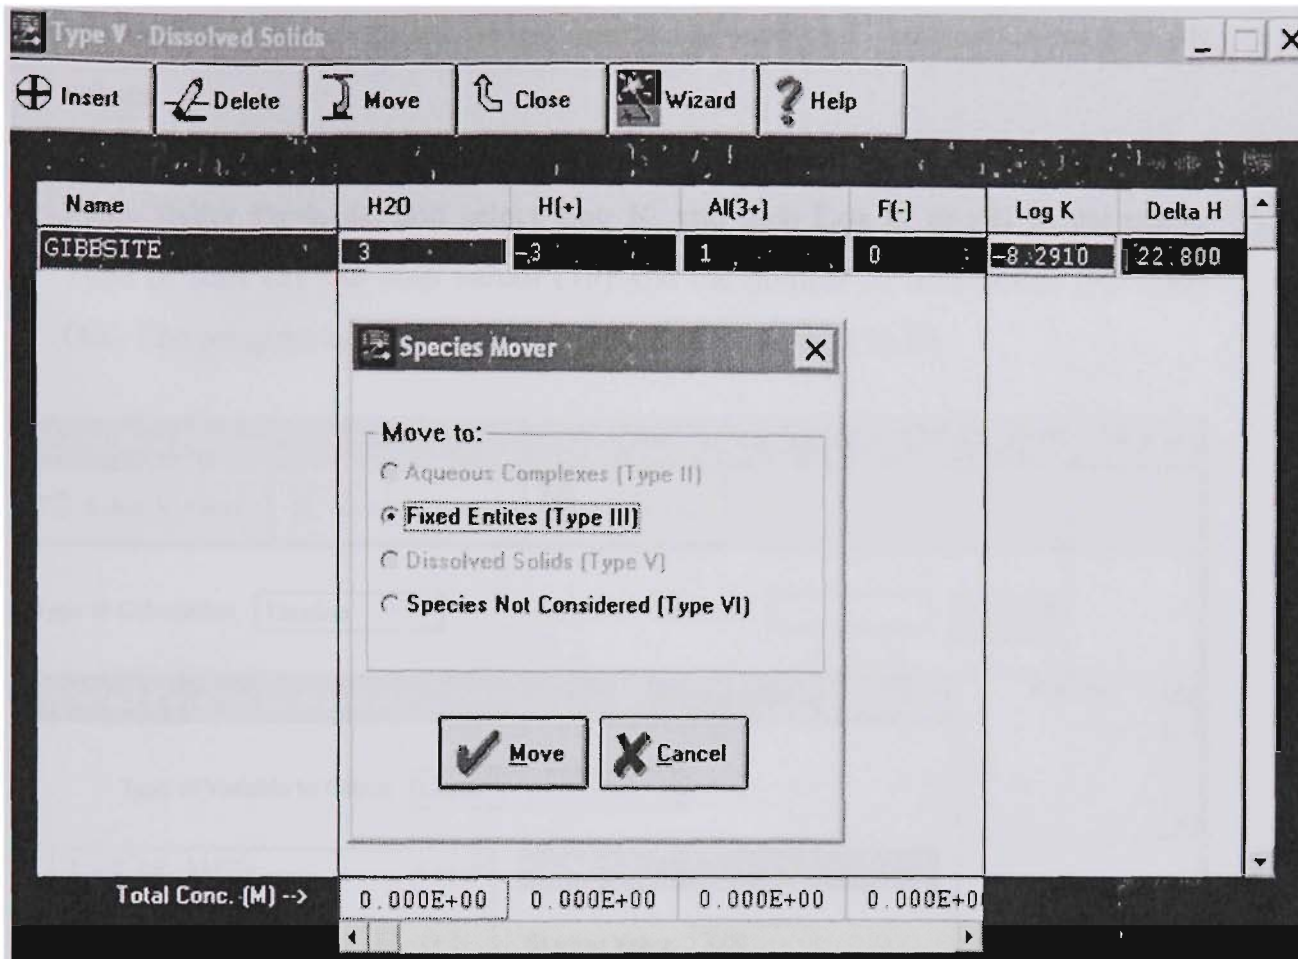 Type V - Dissolved Solids
Insert Delete Move Close Wizard Help
Name H2O H(+) Al(3+) F(-) Log K Delta H
GIBBSITE 3 -3 1 0 -8.2910 22.800
Species Mover
Move to:
Aqueous Complexes (Type II)
Fixed Entites (Type III)
Dissolved Solids (Type V)
Species Not Considered (Type VI)
Move Cancel
Total Conc. (M) --> 0.000E+00 0.000E+00 0.000E+00 0.000E+0